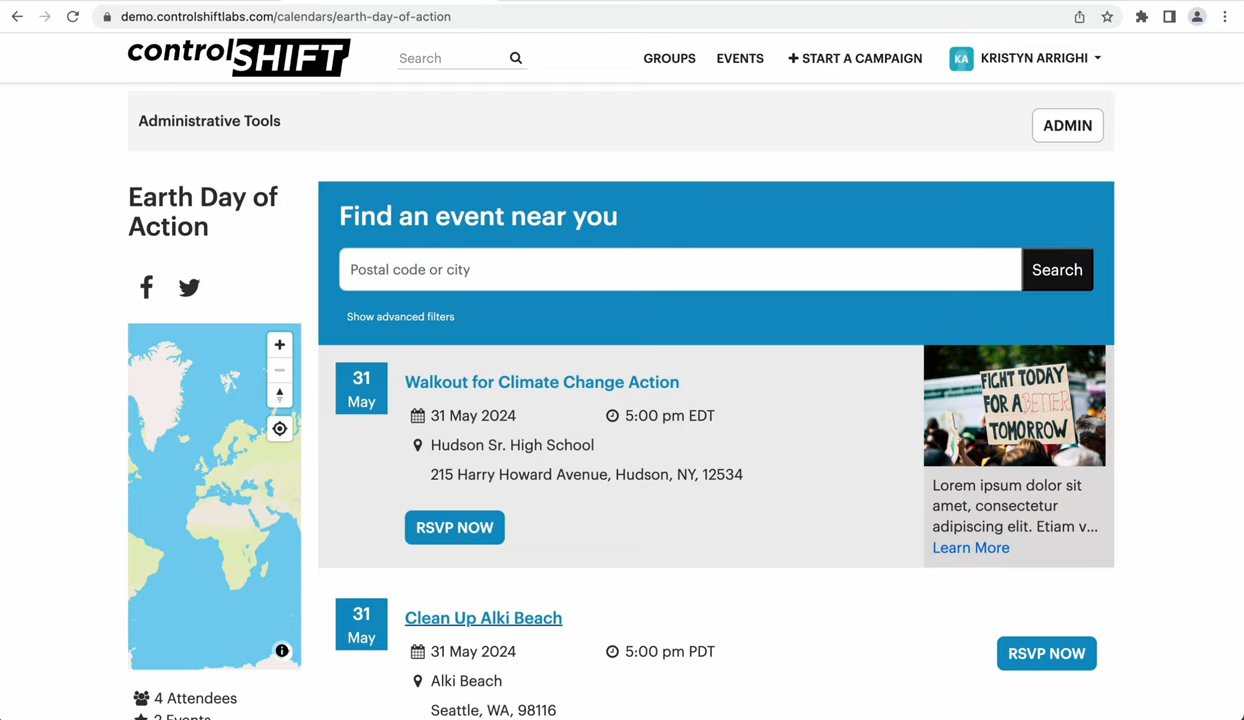 demo.controlshiftlabs.com/calendars/earth-day-of-action
controlSHIFT
Search
GROUPS
EVENTS
START A CAMPAIGN
KA
KRISTYN ARRIGHI
Administrative Tools
ADMIN
Earth Day of
Action
Find an event near you
Postal code or city
Search
Show advanced filters
31
May
Walkout for Climate Change Action
31 May 2024
5:00 pm EDT
Hudson Sr. High School
215 Harry Howard Avenue, Hudson, NY, 12534
RSVP NOW
FIGHT TODAY
FOR A BETTER
TOMORROW
Lorem ipsum dolor sit
amet, consectetur
adipiscing elit. Etiam v...
Learn More
31
May
Clean Up Alki Beach
31 May 2024
5:00 pm PDT
Alki Beach
Seattle, WA, 98116
RSVP NOW
4 Attendees
2 Events